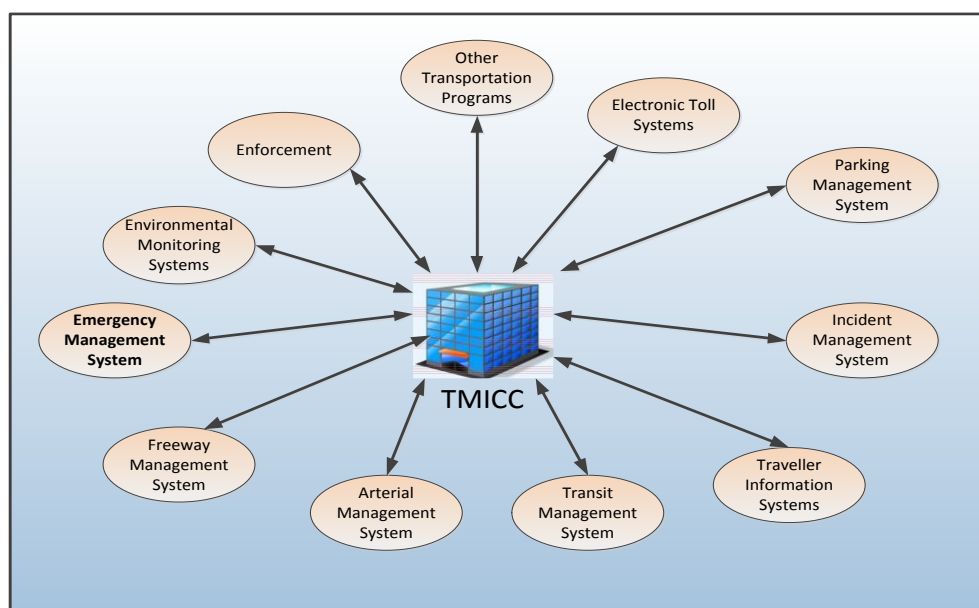 Other
Transportation
Programs
Electronic Toll
Systems
Enforcement
Parking
Management
System
Environmental
Monitoring
Systems
Emergency
Management
System
Incident
Management
System
TMICC
Freeway
Management
System
Traveller
Information
Systems
Arterial
Management
System
Transit
Management
System